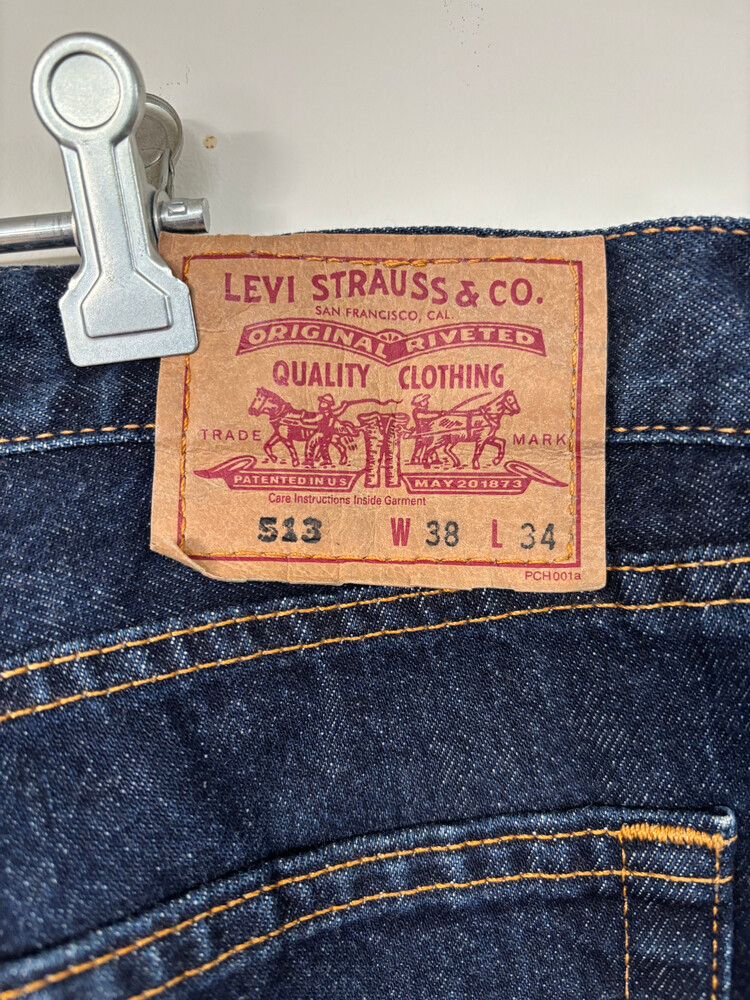 LEVI STRAUSS & CO.
SAN FRANCISCO, CAL.
ORIGINAL RIVETED
QUALITY CLOTHING
TRADE MARK
PATENTED IN U S MAY 20 1873
Care Instructions Inside Garment
513 W 38 L 34
PCH001a